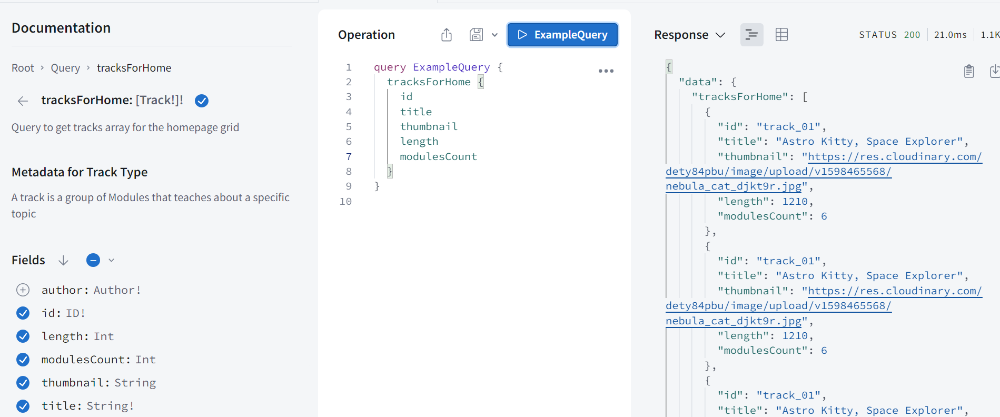 Documentation
Root › Query › tracksForHome
tracksForHome: [Track!]!
Query to get tracks array for the homepage grid
Metadata for Track Type
A track is a group of Modules that teaches about a specific
topic
Fields
author: Author!
id: ID!
length: Int
modulesCount: Int
thumbnail: String
title: String!
Operation
ExampleQuery
1 query ExampleQuery {
2 tracksForHome {
3 id
4 title
5 thumbnail
6 length
7 modulesCount
8 }
9 }
10
Response
STATUS 200 21.0ms 1.1K
{
"data": {
"tracksForHome": [
{
"id": "track_01",
"title": "Astro Kitty, Space Explorer",
"thumbnail": "https://res.cloudinary.com/
dety84pbu/image/upload/v1598465568/
nebula_cat_djkt9r.jpg",
"length": 1210,
"modulesCount": 6
},
{
"id": "track_01",
"title": "Astro Kitty, Space Explorer",
"thumbnail": "https://res.cloudinary.com/
dety84pbu/image/upload/v1598465568/
nebula_cat_djkt9r.jpg",
"length": 1210,
"modulesCount": 6
},
{
"id": "track_01",
"title": "Astro Kitty, Space Explorer",